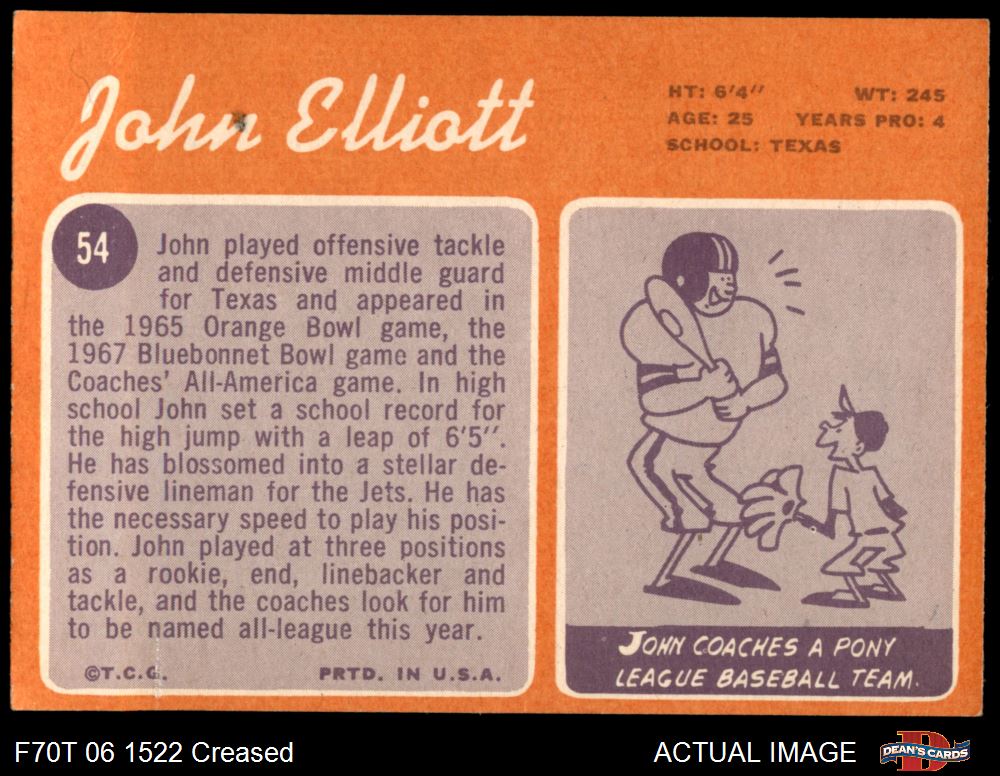 John Elliott
HT: 6'4" WT: 245
AGE: 25 YEARS PRO: 4
SCHOOL: TEXAS
54
John played offensive tackle
and defensive middle guard
for Texas and appeared in
the 1965 Orange Bowl game, the
1967 Bluebonnet Bowl game and the
Coaches' All-America game. In high
school John set a school record for
the high jump with a leap of 6'5".
He has blossomed into a stellar de-
fensive lineman for the Jets. He has
the necessary speed to play his posi-
tion. John played at three positions
as a rookie, end, linebacker and
tackle, and the coaches look for him
to be named all-league this year.
©T.C.G. PRTD. IN U.S.A.
JOHN COACHES A PONY
LEAGUE BASEBALL TEAM.
F70T 06 1522 Creased
ACTUAL IMAGE
DEAN'S CARDS